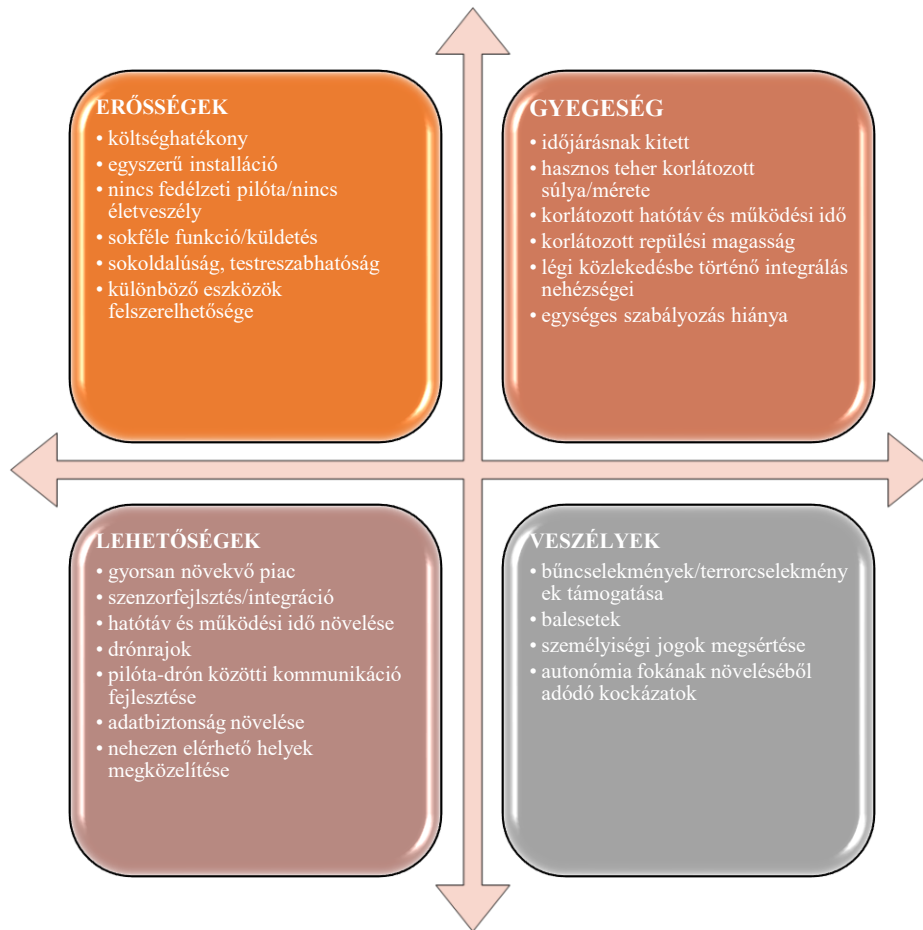 ERŐSSÉGEK
• költséghatékony
• egyszerű installáció
• nincs fedélzeti pilóta/nincs
életveszély
• sokféle funkció/küldetés
• sokoldalúság, testreszabhatóság
• különböző eszközök
felszerelhetősége
GYEGESÉG
• időjárásnak kitett
• hasznos teher korlátozott
súlya/mérete
• korlátozott hatótáv és működési idő
• korlátozott repülési magasság
• légi közlekedésbe történő integrálás
nehézségei
• egységes szabályozás hiánya
LEHETŐSÉGEK
• gyorsan növekvő piac
• szenzorfejlsztés/integráció
• hatótáv és működési idő növelése
• drónrajok
• pilóta-drón közötti kommunikáció
fejlesztése
• adatbiztonság növelése
• nehezen elérhető helyek
megközelítése
VESZÉLYEK
• bűncselekmények/terrorcselekmény
ek támogatása
• balesetek
• személyiségi jogok megsértése
• autonómia fokának növeléséből
adódó kockázatok